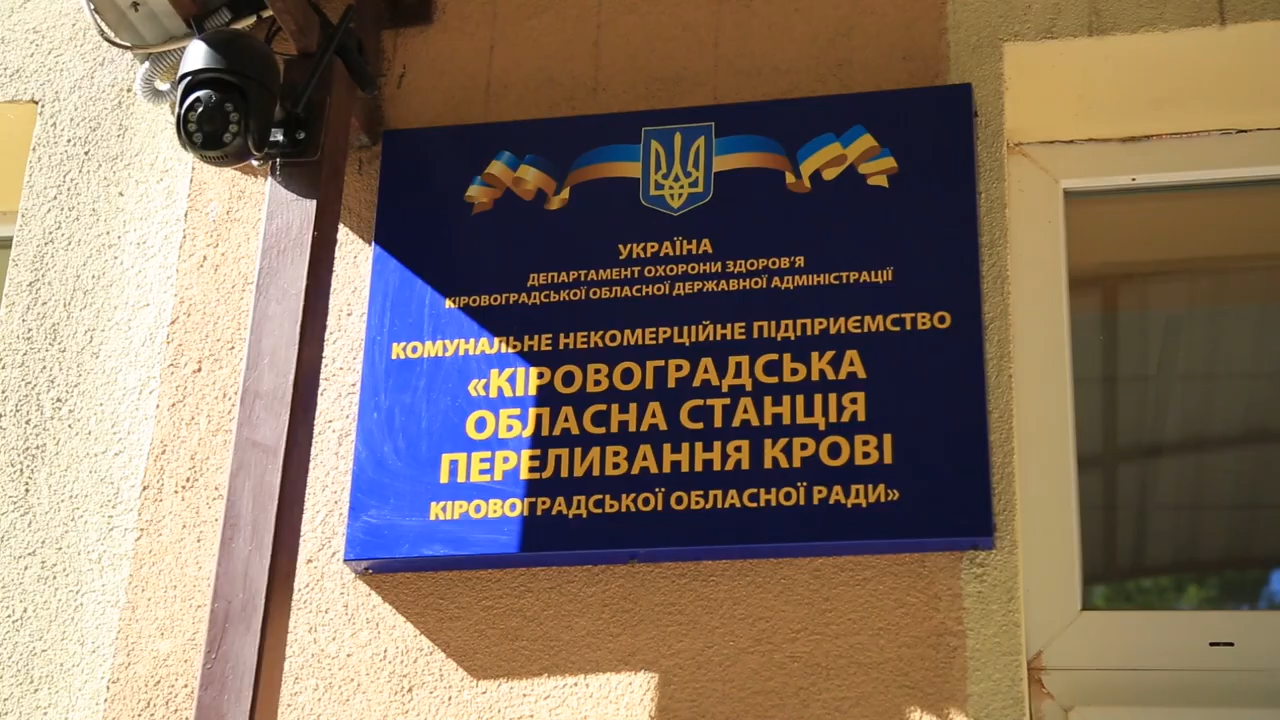 УКРАЇНА
ДЕПАРТАМЕНТ ОХОРОНИ ЗДОРОВ'Я
КІРОВОГРАДСЬКОЇ ОБЛАСНОЇ ДЕРЖАВНОЇ АДМІНІСТРАЦІЇ
КОМУНАЛЬНЕ НЕКОМЕРЦІЙНЕ ПІДПРИЄМСТВО
«КІРОВОГРАДСЬКА
ОБЛАСНА СТАНЦІЯ
ПЕРЕЛИВАННЯ КРОВІ
КІРОВОГРАДСЬКОЇ ОБЛАСНОЇ РАДИ»